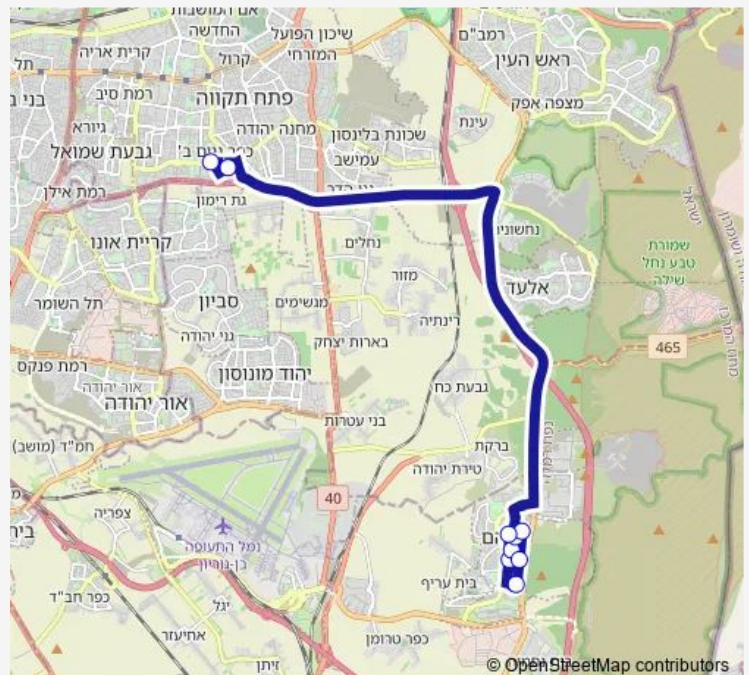 אם המושבות
החדשה
שיכון הפועל
המזרחי
רמב"ם
קרית אריה
קרול
ראש העין
תל
רמת סיב
פתח תקווה
מצפה אפק
בני ב
גיורא
מחנה יהודה
עינת
שכונת בלינסון
גבעת שמואל
עמישב
רמת אילן
גת רימון
ישראל
קריית אונו
נחלים
נחשונים
שמורת
טבע נחל
שילה
מזור
אלעד
סביון
תל השומר
מגשימים
רינתיה
גני יהודה
בארות יצחק
465
רמת פנקס
יהוד מונוסון
אור יהודה
אור יהודה
גבעת כח
בני עטרות
חמ"ד (מושב)
ברקת
טירת יהודה
40
צפריה
נמל התעופה
בן-גוריון
בית עריף
כפר חב"ד
יגל
אחיעזר
כפר טרומן
זיתן
© OpenStreetMap contributors